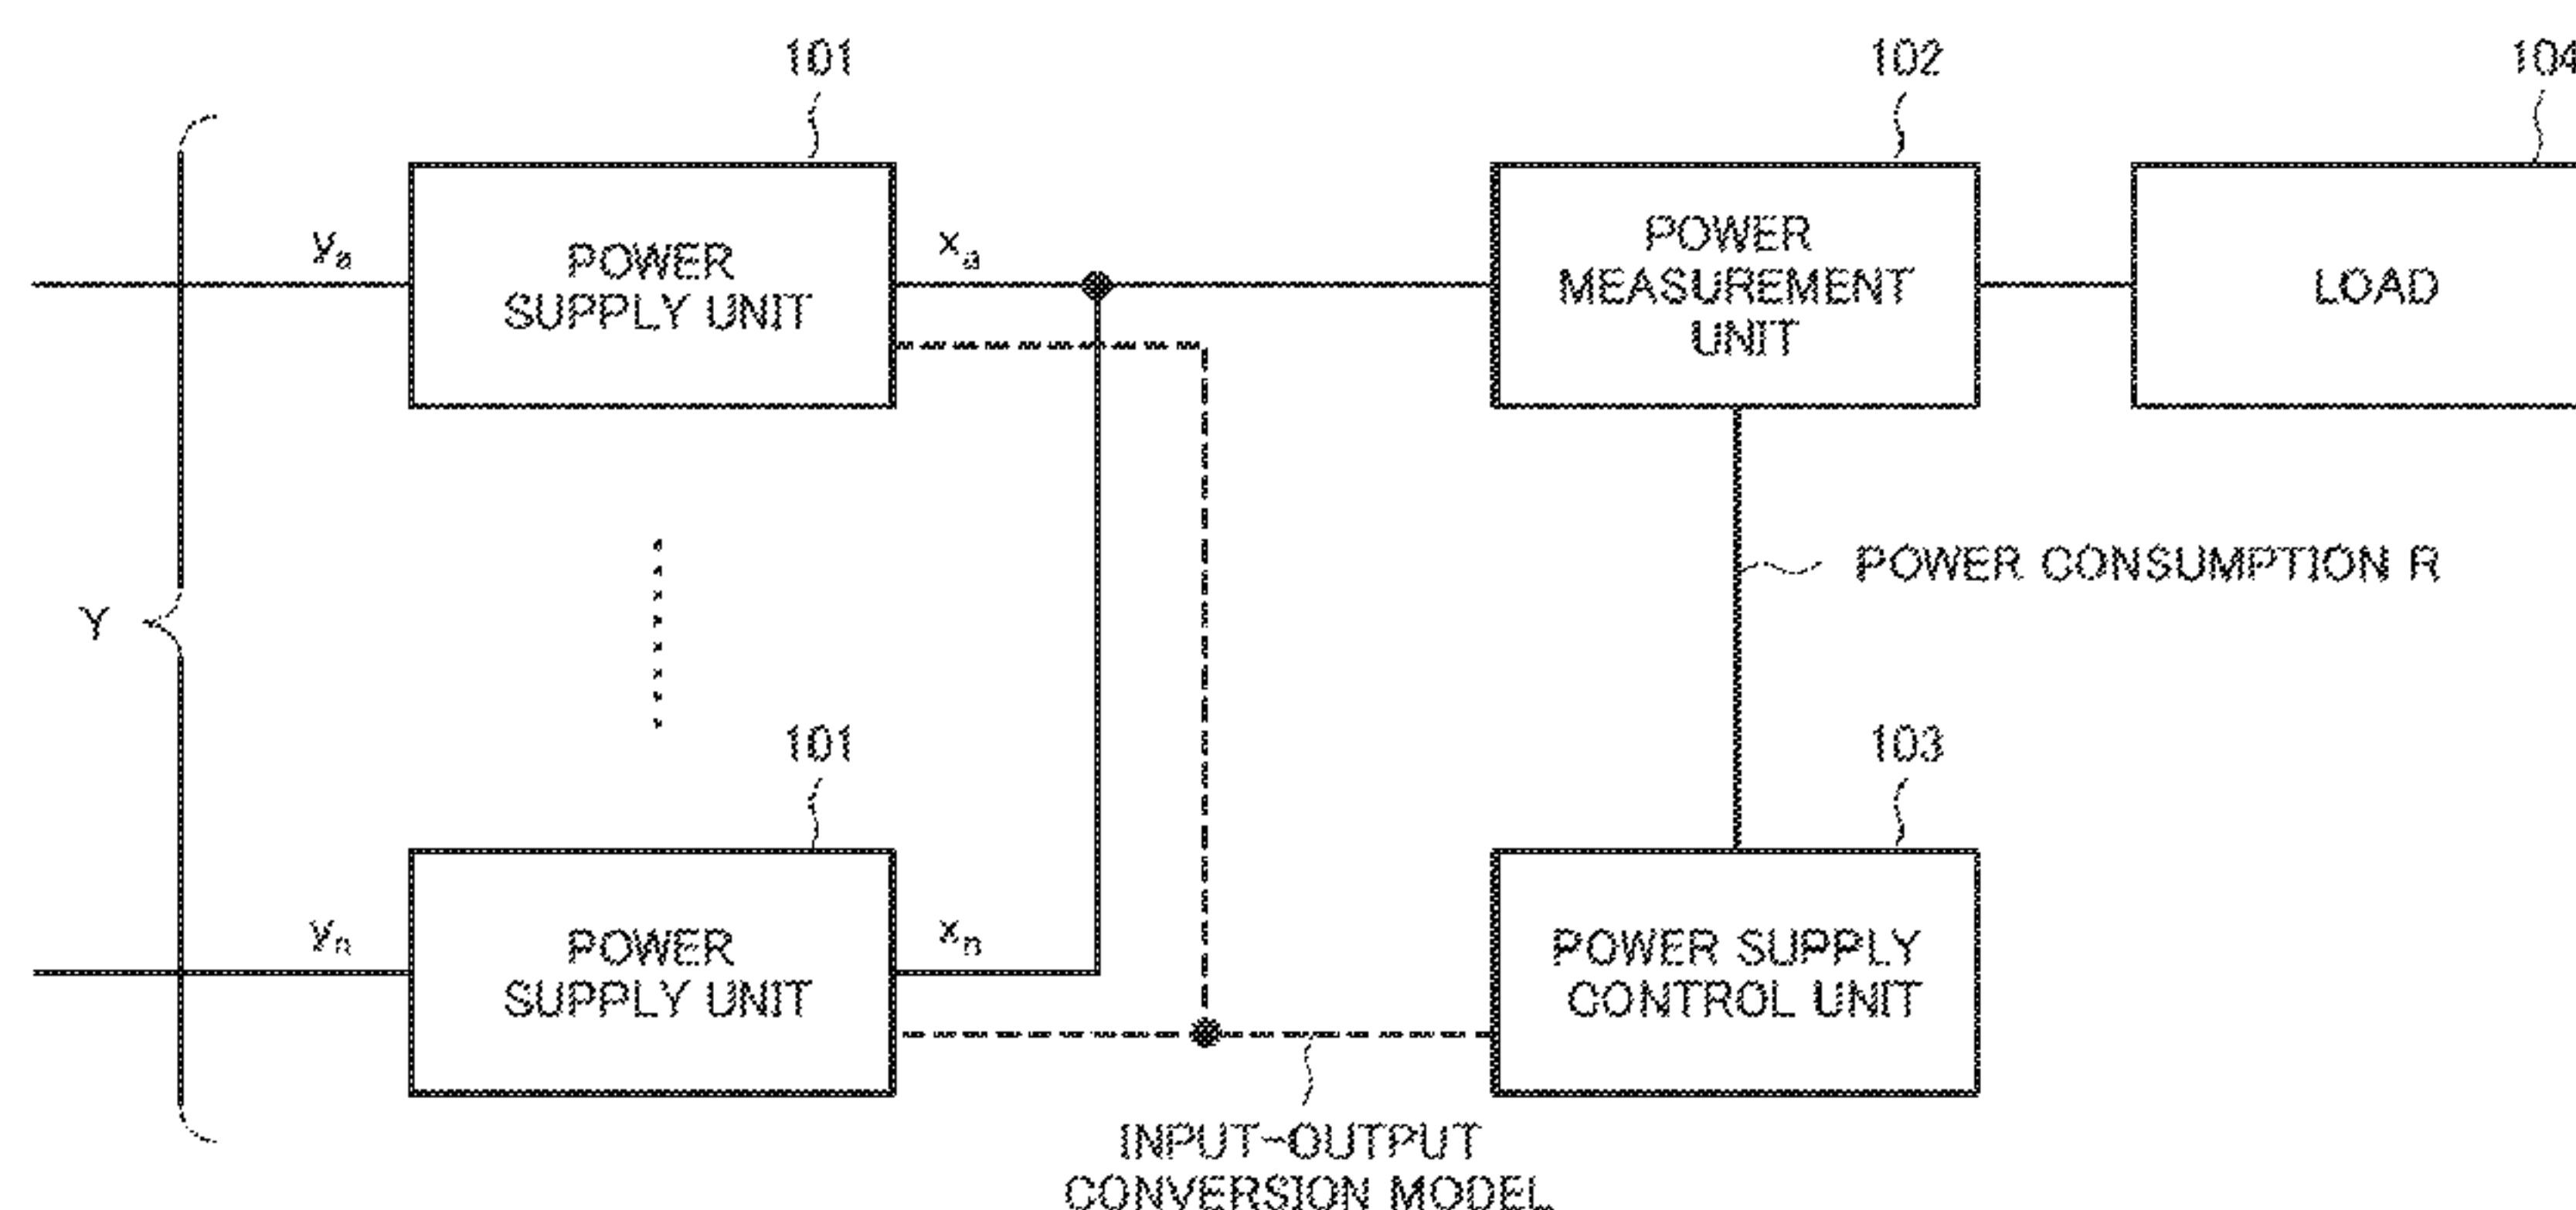 101
102
104
ya
POWER
SUPPLY UNIT
xa
POWER
MEASUREMENT
UNIT
LOAD
Y
POWER CONSUMPTION R
101
103
yn
POWER
SUPPLY UNIT
xn
POWER SUPPLY
CONTROL UNIT
INPUT-OUTPUT
CONVERSION MODEL